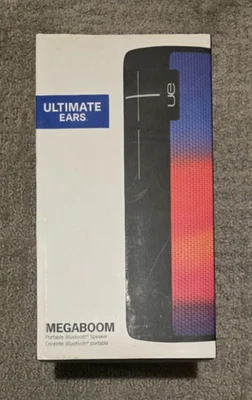 ULTIMATE
EARS
ue
MEGABOOM
Portable Bluetooth® Speaker
Enceinte Bluetooth® portable